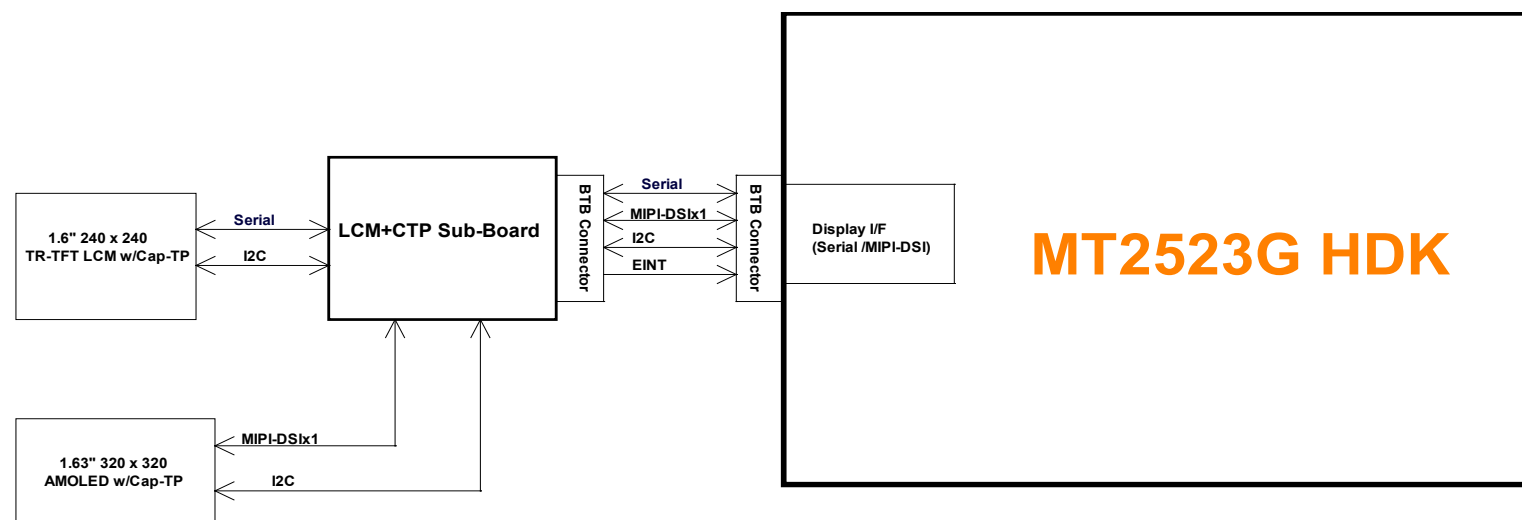 1.6" 240 x 240
TR-TFT LCM w/Cap-TP
Serial
I2C
LCM+CTP Sub-Board
BTB Connector
Serial
MIPI-DSIx1
I2C
EINT
BTB Connector
Display I/F
(Serial /MIPI-DSI)
MT2523G HDK
1.63" 320 x 320
AMOLED w/Cap-TP
MIPI-DSIx1
I2C